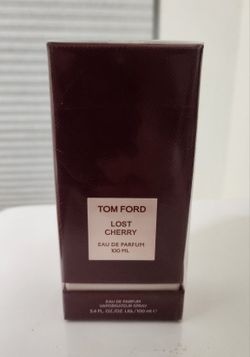 TOM FORD
LOST
CHERRY
EAU DE PARFUM
100 ML
EAU DE PARFUM
VAPORISATEUR SPRAY
3.4 FL.OZ./OZ. LIQ./100 ml ℮